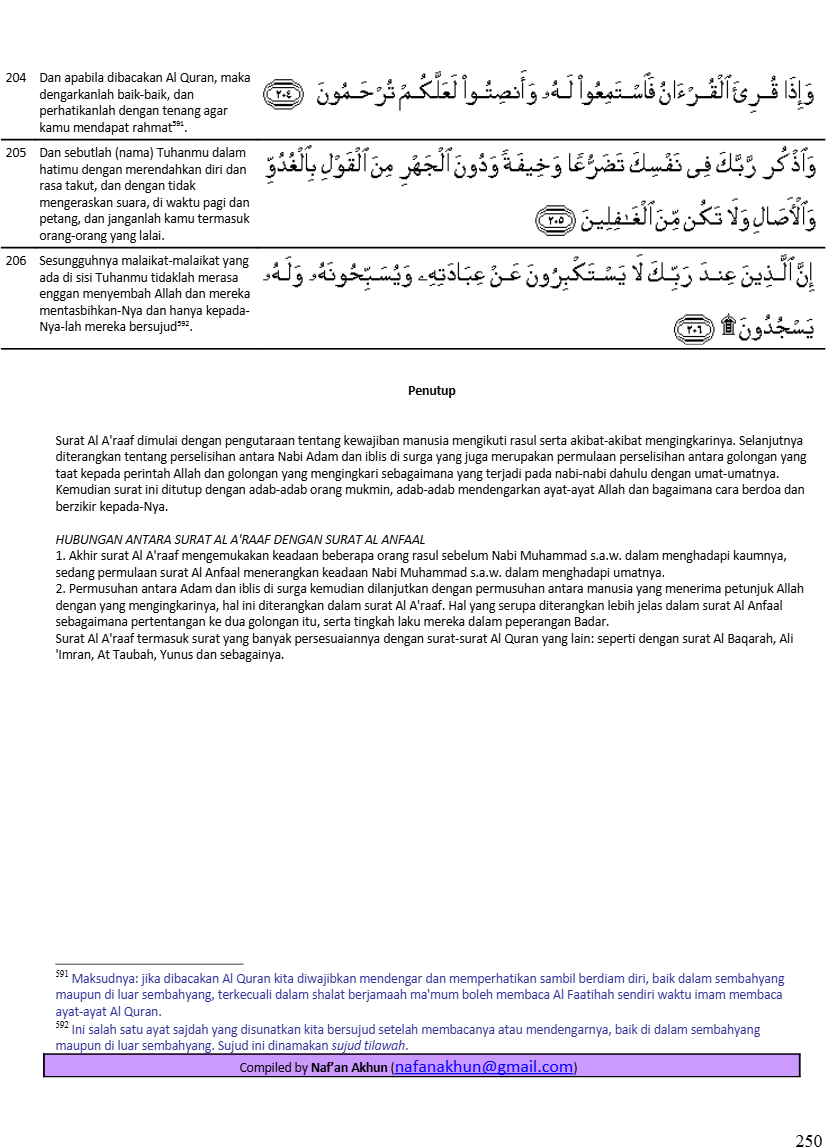 204 Dan apabila dibacakan Al Quran, maka
dengarkanlah baik-baik, dan
perhatikanlah dengan tenang agar
kamu mendapat rahmat591.
وَإِذَا قُرِئَ ٱلْقُرْءَانُ فَٱسْتَمِعُوا۟ لَهُۥ وَأَنصِتُوا۟ لَعَلَّكُمْ تُرْحَمُونَ ٢٠٤
205 Dan sebutlah (nama) Tuhanmu dalam
hatimu dengan merendahkan diri dan
rasa takut, dan dengan tidak
mengeraskan suara, di waktu pagi dan
petang, dan janganlah kamu termasuk
orang-orang yang lalai.
وَٱذْكُر رَّبَّكَ فِى نَفْسِكَ تَضَرُّعًا وَخِيفَةً وَدُونَ ٱلْجَهْرِ مِنَ ٱلْقَوْلِ بِٱلْغُدُوِّ
وَٱلْأَصَالِ وَلَا تَكُن مِّنَ ٱلْغَـٰفِلِينَ ٢٠٥
206 Sesungguhnya malaikat-malaikat yang
ada di sisi Tuhanmu tidaklah merasa
enggan menyembah Allah dan mereka
mentasbihkan-Nya dan hanya kepada-
Nya-lah mereka bersujud592.
إِنَّ ٱلَّذِينَ عِندَ رَبِّكَ لَا يَسْتَكْبِرُونَ عَنْ عِبَادَتِهِۦ وَيُسَبِّحُونَهُۥ وَلَهُۥ
يَسْجُدُونَ ۩ ٢٠٦
Penutup
Surat Al A'raaf dimulai dengan pengutaraan tentang kewajiban manusia mengikuti rasul serta akibat-akibat mengingkarinya. Selanjutnya
diterangkan tentang perselisihan antara Nabi Adam dan iblis di surga yang juga merupakan permulaan perselisihan antara golongan yang
taat kepada perintah Allah dan golongan yang mengingkari sebagaimana yang terjadi pada nabi-nabi dahulu dengan umat-umatnya.
Kemudian surat ini ditutup dengan adab-adab orang mukmin, adab-adab mendengarkan ayat-ayat Allah dan bagaimana cara berdoa dan
berzikir kepada-Nya.
HUBUNGAN ANTARA SURAT AL A'RAAF DENGAN SURAT AL ANFAAL
1. Akhir surat Al A'raaf mengemukakan keadaan beberapa orang rasul sebelum Nabi Muhammad s.a.w. dalam menghadapi kaumnya,
sedang permulaan surat Al Anfaal menerangkan keadaan Nabi Muhammad s.a.w. dalam menghadapi umatnya.
2. Permusuhan antara Adam dan iblis di surga kemudian dilanjutkan dengan permusuhan antara manusia yang menerima petunjuk Allah
dengan yang mengingkarinya, hal ini diterangkan dalam surat Al A'raaf. Hal yang serupa diterangkan lebih jelas dalam surat Al Anfaal
sebagaimana pertentangan ke dua golongan itu, serta tingkah laku mereka dalam peperangan Badar.
Surat Al A'raaf termasuk surat yang banyak persesuaiannya dengan surat-surat Al Quran yang lain: seperti dengan surat Al Baqarah, Ali
'Imran, At Taubah, Yunus dan sebagainya.
591 Maksudnya: jika dibacakan Al Quran kita diwajibkan mendengar dan memperhatikan sambil berdiam diri, baik dalam sembahyang
maupun di luar sembahyang, terkecuali dalam shalat berjamaah ma'mum boleh membaca Al Faatihah sendiri waktu imam membaca
ayat-ayat Al Quran.
592 Ini salah satu ayat sajdah yang disunatkan kita bersujud setelah membacanya atau mendengarnya, baik di dalam sembahyang
maupun di luar sembahyang. Sujud ini dinamakan sujud tilawah.
Compiled by Naf’an Akhun (nafanakhun@gmail.com)
250